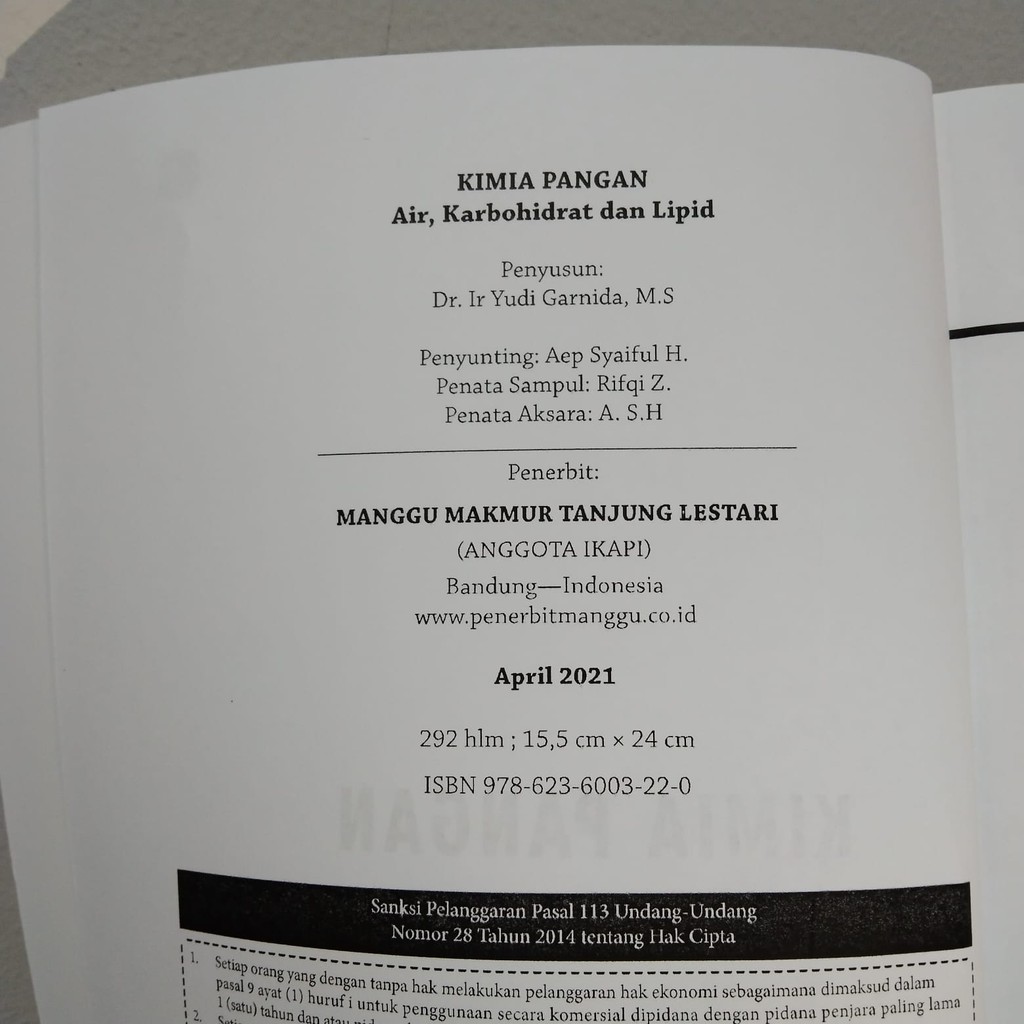 KIMIA PANGAN
Air, Karbohidrat dan Lipid
Penyusun:
Dr. Ir Yudi Garnida, M.S
Penyunting: Aep Syaiful H.
Penata Sampul: Rifqi Z.
Penata Aksara: A. S.H
Penerbit:
MANGGU MAKMUR TANJUNG LESTARI
(ANGGOTA IKAPI)
Bandung—Indonesia
www.penerbitmanggu.co.id
April 2021
292 hlm ; 15,5 cm × 24 cm
ISBN 978-623-6003-22-0
KIMIA PANGAN
Sanksi Pelanggaran Pasal 113 Undang-Undang
Nomor 28 Tahun 2014 tentang Hak Cipta
1. Setiap orang yang dengan tanpa hak melakukan pelanggaran hak ekonomi sebagaimana dimaksud dalam
pasal 9 ayat (1) huruf i untuk penggunaan secara komersial dipidana dengan pidana penjara paling lama
1 (satu) tahun dan atau
2.